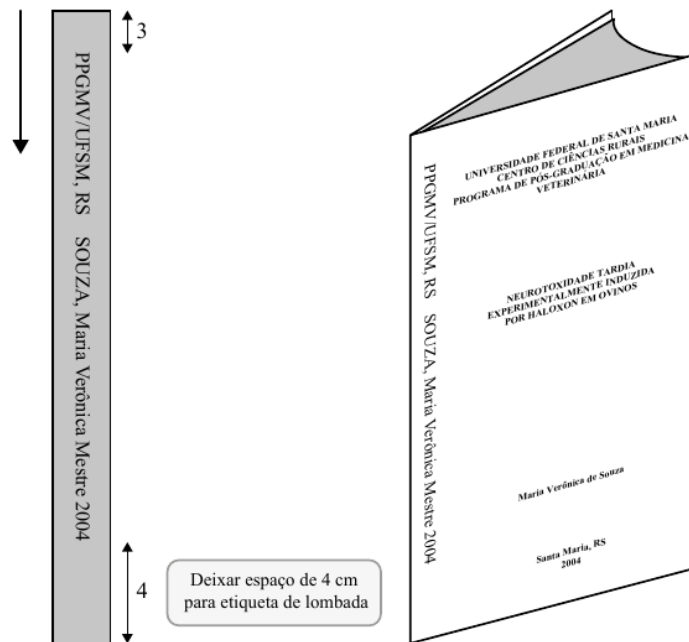 3
PPGMV/UFSM, RS SOUZA, Maria Verônica Mestre 2004
4
Deixar espaço de 4 cm
para etiqueta de lombada
PPGMV/UFSM, RS SOUZA, Maria Verônica Mestre 2004
UNIVERSIDADE FEDERAL DE SANTA MARIA
CENTRO DE CIÊNCIAS RURAIS
PROGRAMA DE PÓS-GRADUAÇÃO EM MEDICINA
VETERINÁRIA
NEUROTOXIDADE TARDIA
EXPERIMENTALMENTE INDUZIDA
POR HALOXON EM OVINOS
Maria Verônica de Souza
Santa Maria, RS
2004